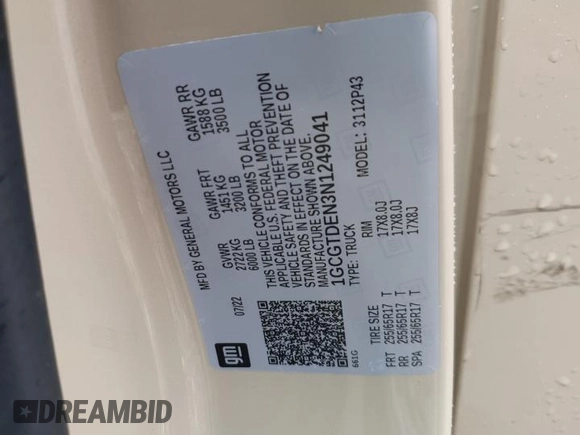 gm
MFD BY GENERAL MOTORS LLC
07/22
GVWR GAWR FRT GAWR RR
2722 KG 1451 KG 1588 KG
6000 LB 3200 LB 3500 LB
THIS VEHICLE CONFORMS TO ALL
APPLICABLE U.S. FEDERAL MOTOR
VEHICLE SAFETY AND THEFT PREVENTION
STANDARDS IN EFFECT ON THE DATE OF
MANUFACTURE SHOWN ABOVE.
1GCGTDEN3N1249041
TYPE: TRUCK MODEL: 3112P43
661G
TIRE SIZE RIM
FRT 255/65R17 T 17X8.0J
RR 255/65R17 T 17X8.0J
SPA 255/65R17 T 17X8J
DREAMBID